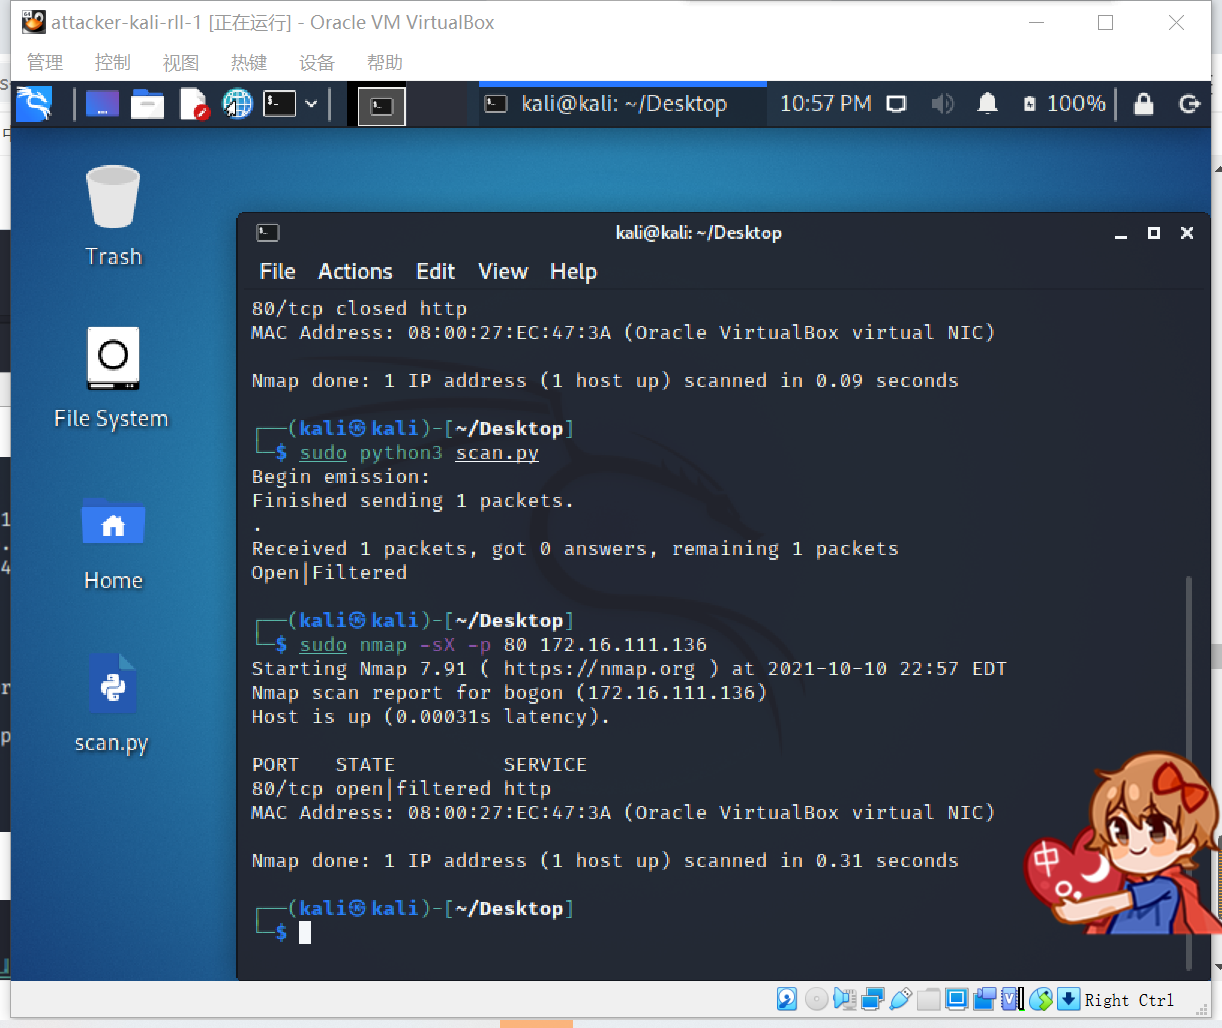 attacker-kali-rll-1 [正在运行] - Oracle VM VirtualBox
管理 控制 视图 热键 设备 帮助
kali@kali: ~/Desktop 10:57 PM 100%
Trash
File System
Home
scan.py
kali@kali: ~/Desktop
File Actions Edit View Help
80/tcp closed http
MAC Address: 08:00:27:EC:47:3A (Oracle VirtualBox virtual NIC)
Nmap done: 1 IP address (1 host up) scanned in 0.09 seconds
┌──(kali㉿kali)-[~/Desktop]
└─$ sudo python3 scan.py
Begin emission:
Finished sending 1 packets.
.
Received 1 packets, got 0 answers, remaining 1 packets
Open|Filtered
┌──(kali㉿kali)-[~/Desktop]
└─$ sudo nmap -sX -p 80 172.16.111.136
Starting Nmap 7.91 ( https://nmap.org ) at 2021-10-10 22:57 EDT
Nmap scan report for bogon (172.16.111.136)
Host is up (0.00031s latency).
PORT STATE SERVICE
80/tcp open|filtered http
MAC Address: 08:00:27:EC:47:3A (Oracle VirtualBox virtual NIC)
Nmap done: 1 IP address (1 host up) scanned in 0.31 seconds
┌──(kali㉿kali)-[~/Desktop]
└─$
中
Right Ctrl